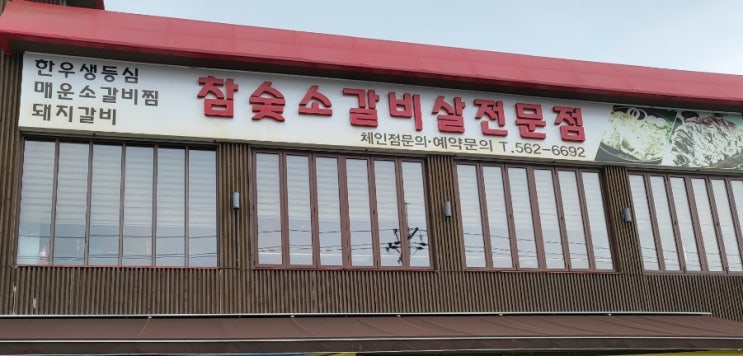 한우생등심
매운소갈비찜
돼지갈비
참숯소갈비살전문점
체인점문의·예약문의 T.562-6692